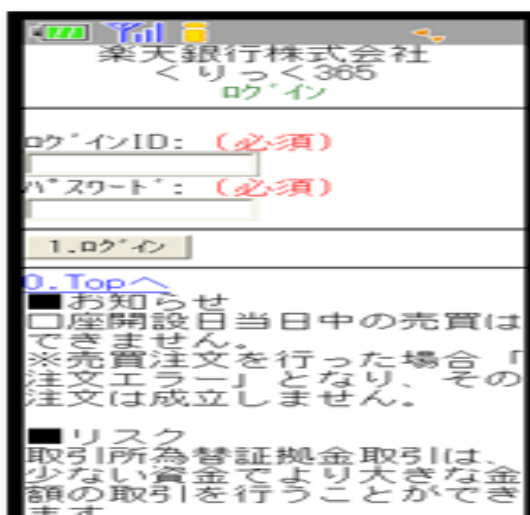 楽天銀行株式会社
くりっく365
ﾛｸﾞｲﾝ
ﾛｸﾞｲﾝID: (必須)
ﾊﾟｽﾜｰﾄﾞ: (必須)
1.ﾛｸﾞｲﾝ
0.Topへ
■お知らせ
口座開設日当日中の売買は
できません。
※売買注文を行った場合「
注文エラー」となり、その
注文は成立しません。
■リスク
取引所為替証拠金取引は、
少ない資金でより大きな金
額の取引を行うことができ
ます